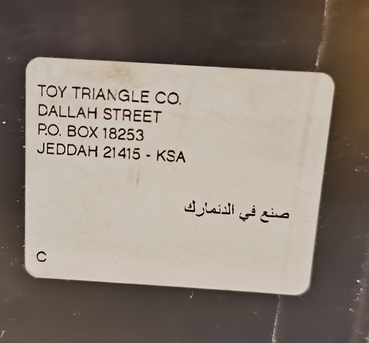 TOY TRIANGLE CO.
DALLAH STREET
P.O. BOX 18253
JEDDAH 21415 - KSA
صنع في الدنمارك
C